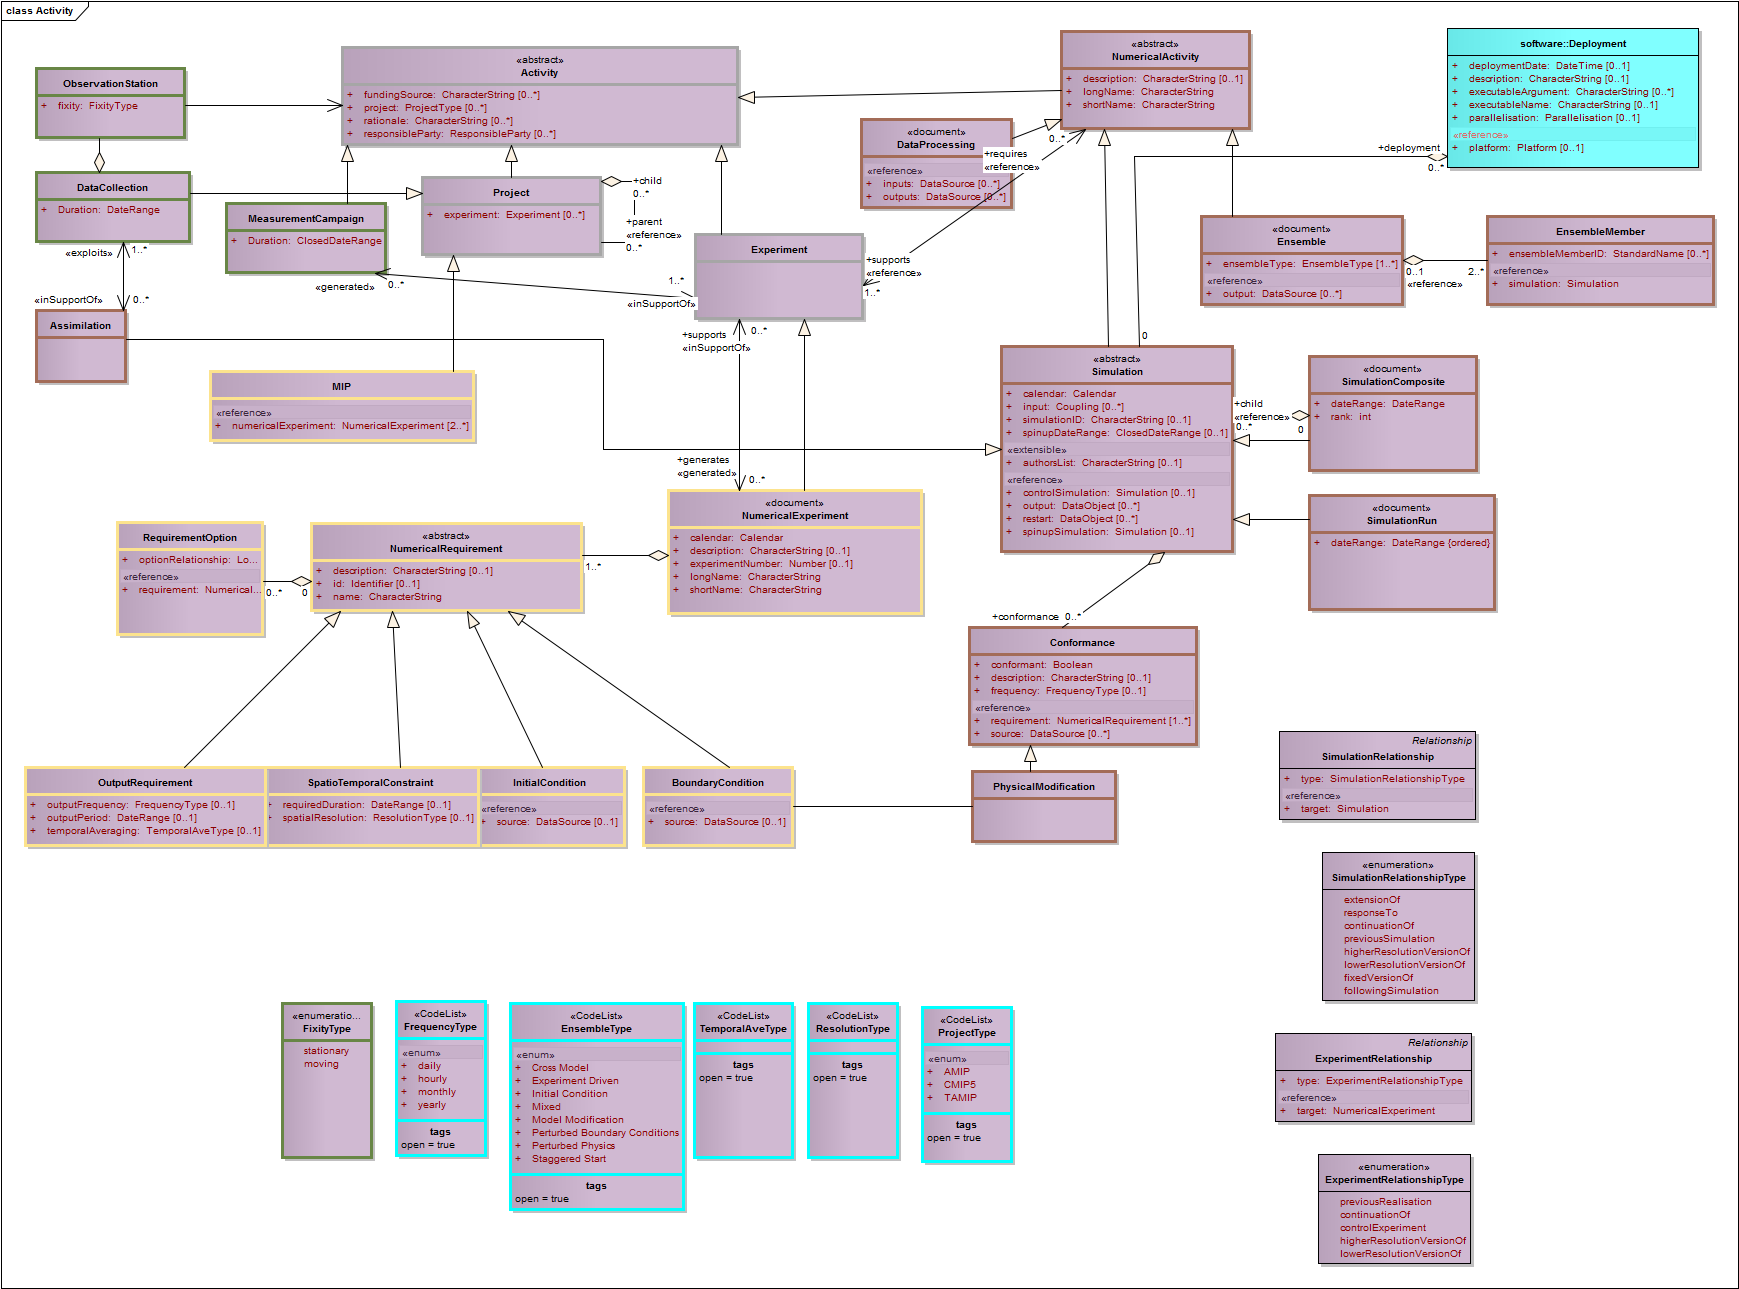 class Activity
ObservationStation
+ fixity: FixityType
«abstract»
Activity
+ fundingSource: CharacterString [0..*]
+ project: ProjectType [0..*]
+ rationale: CharacterString [0..*]
+ responsibleParty: ResponsibleParty [0..*]
«abstract»
NumericalActivity
+ description: CharacterString [0..1]
+ longName: CharacterString
+ shortName: CharacterString
software::Deployment
+ deploymentDate: DateTime [0..1]
+ description: CharacterString [0..1]
+ executableArgument: CharacterString [0..*]
+ executableName: CharacterString [0..1]
+ parallelisation: Parallelisation [0..1]
«reference»
+ platform: Platform [0..1]
«document»
DataProcessing
«reference»
+ inputs: DataSource [0..*]
+ outputs: DataSource [0..*]
+requires
«reference»
0..*
+deployment
0..*
DataCollection
+ Duration: DateRange
MeasurementCampaign
+ Duration: ClosedDateRange
Project
+ experiment: Experiment [0..*]
+child
0..*
+parent
«reference»
0..*
Experiment
+supports
«reference»
1..*
«document»
Ensemble
+ ensembleType: EnsembleType [1..*]
«reference»
+ output: DataSource [0..*]
0..1
«reference»
2..*
EnsembleMember
+ ensembleMemberID: StandardName [0..*]
«reference»
+ simulation: Simulation
«exploits»
1..*
«inSupportOf»
0..*
«generated»
0..*
1..*
«inSupportOf»
Assimilation
+supports
«inSupportOf»
0..*
0
MIP
«reference»
+ numericalExperiment: NumericalExperiment [2..*]
«abstract»
Simulation
+ calendar: Calendar
+ input: Coupling [0..*]
+ simulationID: CharacterString [0..1]
+ spinupDateRange: ClosedDateRange [0..1]
«extensible»
+ authorsList: CharacterString [0..1]
«reference»
+ controlSimulation: Simulation [0..1]
+ output: DataObject [0..*]
+ restart: DataObject [0..*]
+ spinupSimulation: Simulation [0..1]
+child
«reference»
0..*
0
«document»
SimulationComposite
+ dateRange: DateRange
+ rank: int
«document»
SimulationRun
+ dateRange: DateRange {ordered}
+generates
«generated»
0..*
«document»
NumericalExperiment
+ calendar: Calendar
+ description: CharacterString [0..1]
+ experimentNumber: Number [0..1]
+ longName: CharacterString
+ shortName: CharacterString
RequirementOption
+ optionRelationship: Lo...
«reference»
+ requirement: Numerical...
0..*
0
«abstract»
NumericalRequirement
+ description: CharacterString [0..1]
+ id: Identifier [0..1]
+ name: CharacterString
1..*
+conformance 0..*
Conformance
+ conformant: Boolean
+ description: CharacterString [0..1]
+ frequency: FrequencyType [0..1]
«reference»
+ requirement: NumericalRequirement [1..*]
+ source: DataSource [0..*]
PhysicalModification
OutputRequirement
+ outputFrequency: FrequencyType [0..1]
+ outputPeriod: DateRange [0..1]
+ temporalAveraging: TemporalAveType [0..1]
SpatioTemporalConstraint
+ requiredDuration: DateRange [0..1]
+ spatialResolution: ResolutionType [0..1]
InitialCondition
«reference»
+ source: DataSource [0..1]
BoundaryCondition
«reference»
+ source: DataSource [0..1]
Relationship
SimulationRelationship
+ type: SimulationRelationshipType
«reference»
+ target: Simulation
«enumeration»
SimulationRelationshipType
extensionOf
responseTo
continuationOf
previousSimulation
higherResolutionVersionOf
lowerResolutionVersionOf
fixedVersionOf
followingSimulation
«enumeratio...
FixityType
stationary
moving
«CodeList»
FrequencyType
«enum»
+ daily
+ hourly
+ monthly
+ yearly
tags
open = true
«CodeList»
EnsembleType
«enum»
+ Cross Model
+ Experiment Driven
+ Initial Condition
+ Mixed
+ Model Modification
+ Perturbed Boundary Conditions
+ Perturbed Physics
+ Staggered Start
tags
open = true
«CodeList»
TemporalAveType
tags
open = true
«CodeList»
ResolutionType
tags
open = true
«CodeList»
ProjectType
«enum»
+ AMIP
+ CMIP5
+ TAMIP
tags
open = true
Relationship
ExperimentRelationship
+ type: ExperimentRelationshipType
«reference»
+ target: NumericalExperiment
«enumeration»
ExperimentRelationshipType
previousRealisation
continuationOf
controlExperiment
higherResolutionVersionOf
lowerResolutionVersionOf